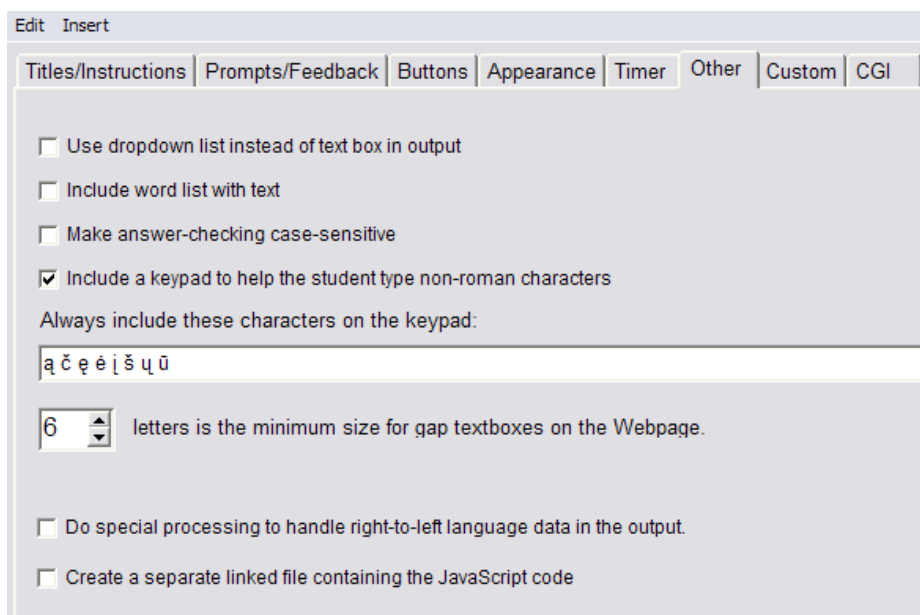 Edit Insert
Titles/Instructions Prompts/Feedback Buttons Appearance Timer Other Custom CGI
Use dropdown list instead of text box in output
Include word list with text
Make answer-checking case-sensitive
Include a keypad to help the student type non-roman characters
Always include these characters on the keypad:
ą č ę ė į š ų ū
6 letters is the minimum size for gap textboxes on the Webpage.
Do special processing to handle right-to-left language data in the output.
Create a separate linked file containing the JavaScript code